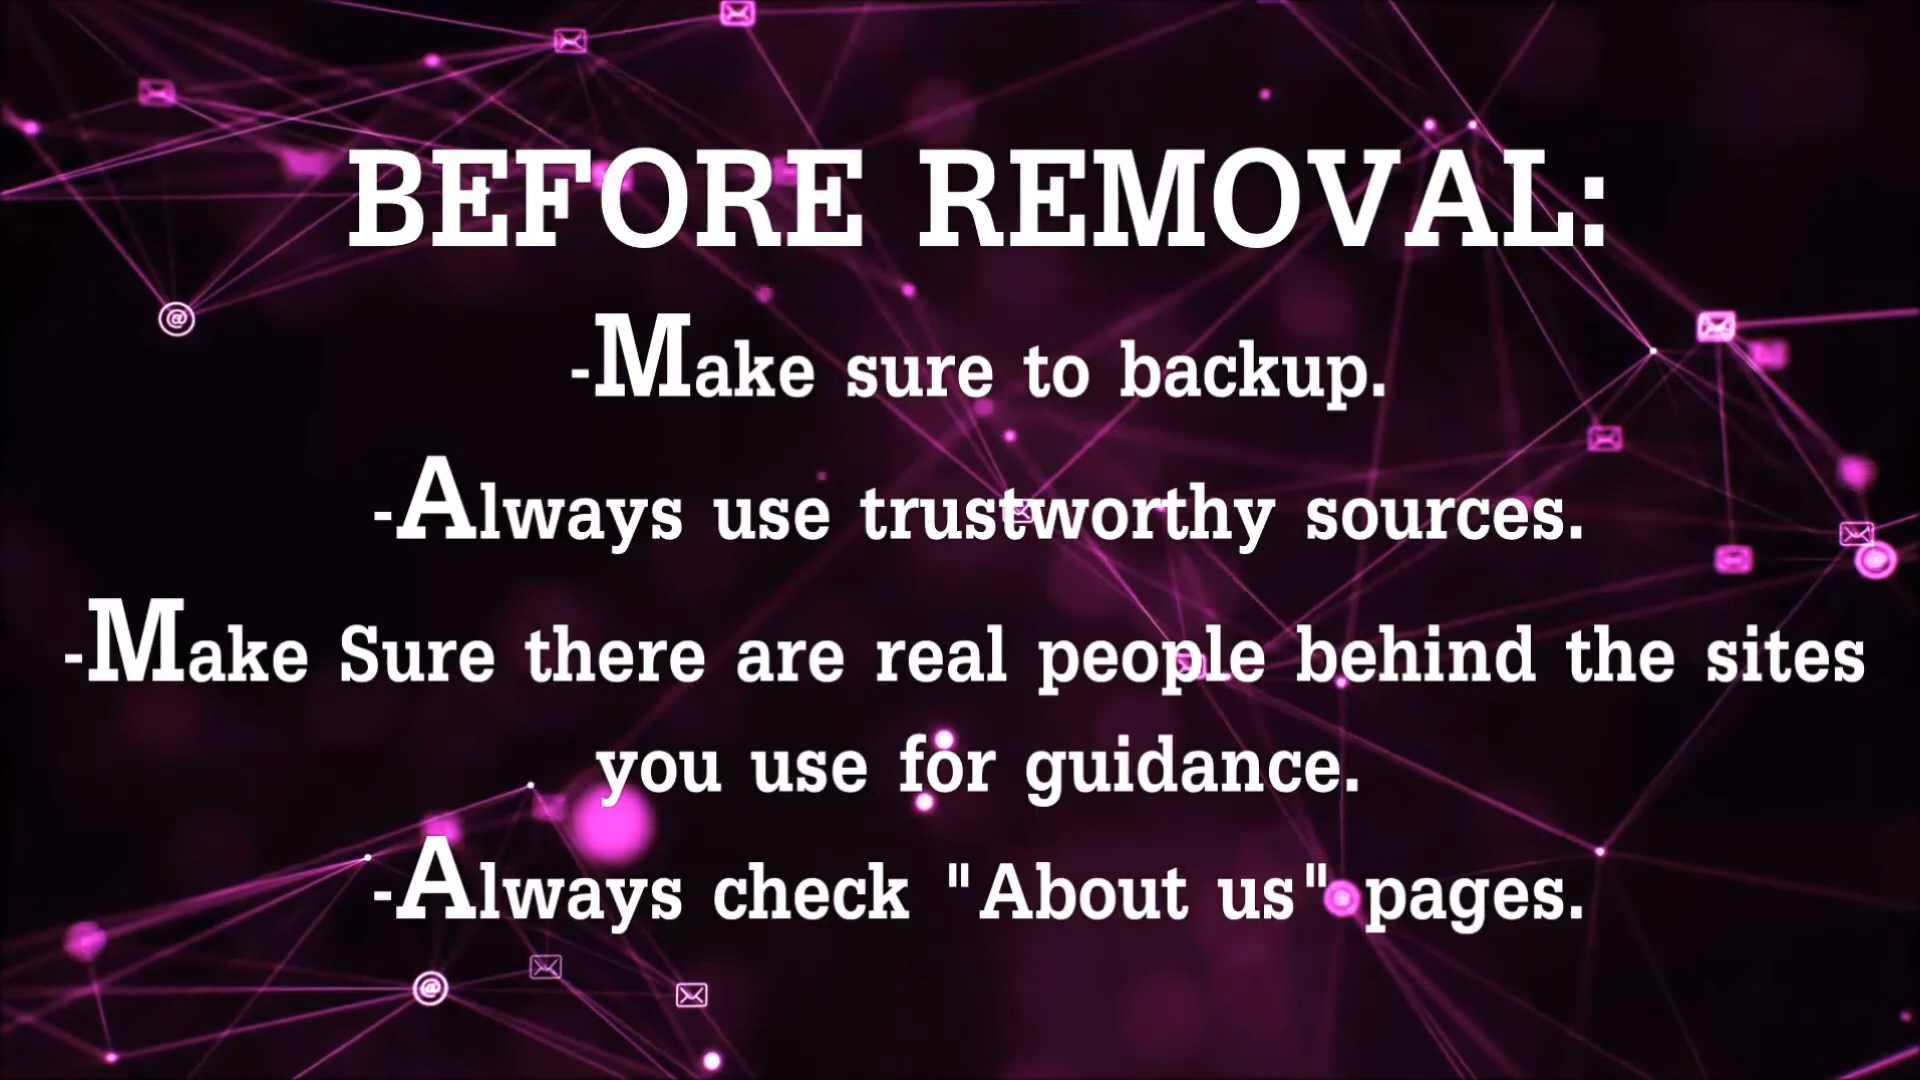 BEFORE REMOVAL:
-Make sure to backup.
-Always use trustworthy sources.
-Make Sure there are real people behind the sites
you use for guidance.
-Always check "About us" pages.